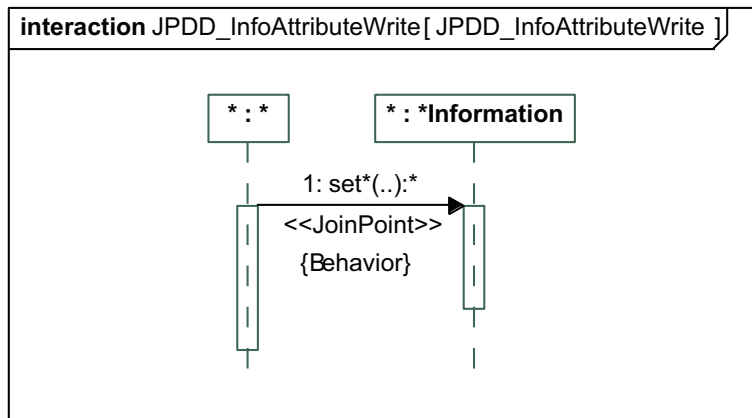 interaction JPDD_InfoAttributeWrite[ JPDD_InfoAttributeWrite ]
* : *
* : *Information
1: set*(..):*
<<JoinPoint>>
{Behavior}